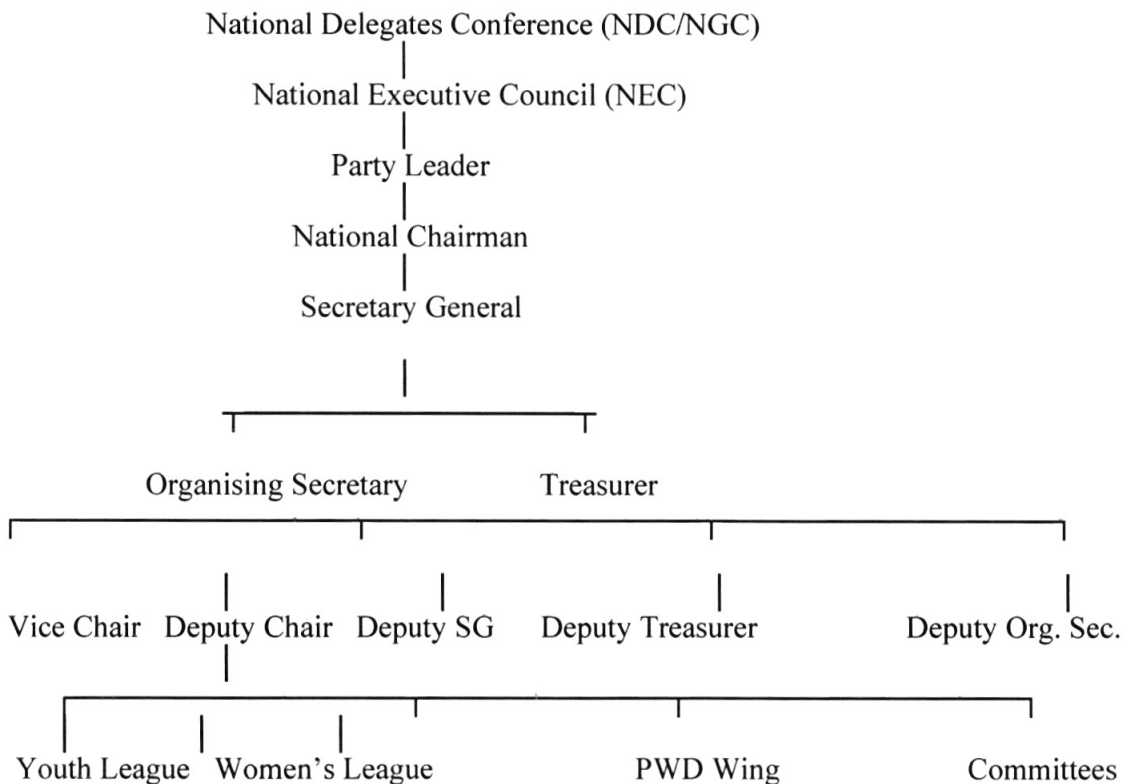 National Delegates Conference (NDC/NGC)
National Executive Council (NEC)
Party Leader
National Chairman
Secretary General
Organising Secretary Treasurer
Vice Chair Deputy Chair Deputy SG Deputy Treasurer Deputy Org. Sec.
Youth League Women's League PWD Wing Committees